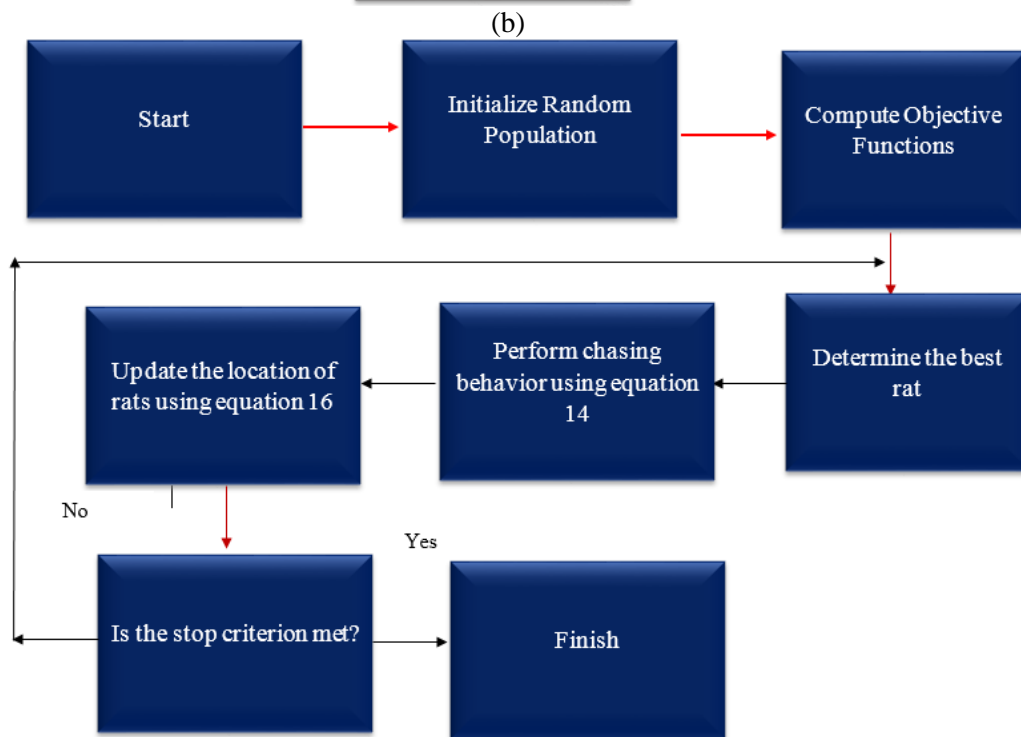 (b)
Start
Initialize Random
Population
Compute Objective
Functions
Determine the best
rat
Perform chasing
behavior using equation
14
Update the location of
rats using equation 16
No
Yes
Is the stop criterion met?
Finish